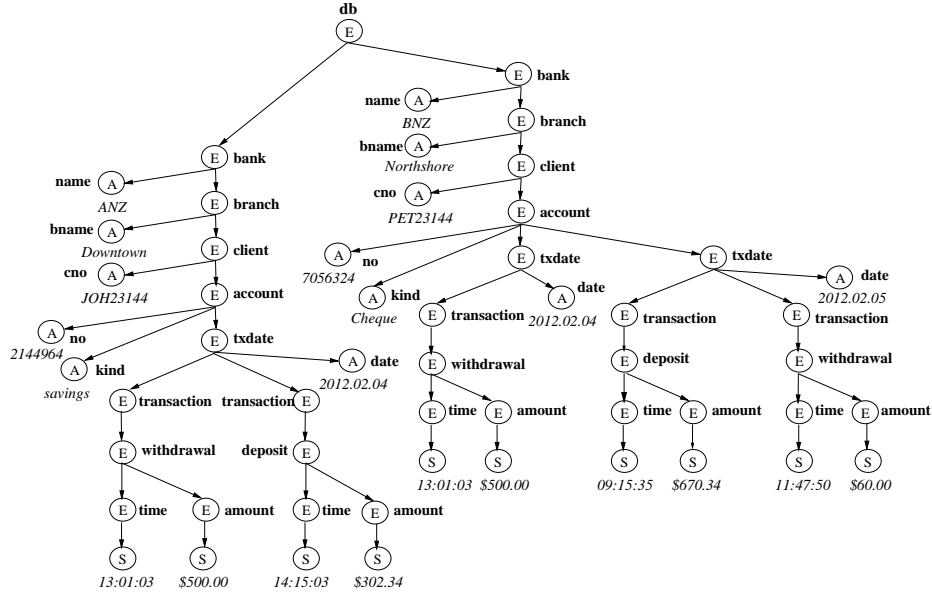 db
E
E bank
name A
BNZ
E branch
bname A
Northshore
E bank
E client
name A
cno A
ANZ
PET23144
E branch
E account
bname A
Downtown
E client
A no
E txdate
E txdate
cno A
7056324
A date
JOH23144
A kind
A date
2012.02.05
E account
Cheque
2012.02.04
E transaction
E transaction
E transaction
A no
E txdate
2144964
A kind
A date
E withdrawal
E deposit
E withdrawal
savings
2012.02.04
E transaction
transaction E
E time
E amount
E time
E amount
E time
E amount
E withdrawal
deposit E
S
S
S
S
S
S
13:01:03
$500.00
09:15:35
$670.34
11:47:50
$60.00
E time
E amount
E time
E amount
S
S
S
S
13:01:03
$500.00
14:15:03
$302.34